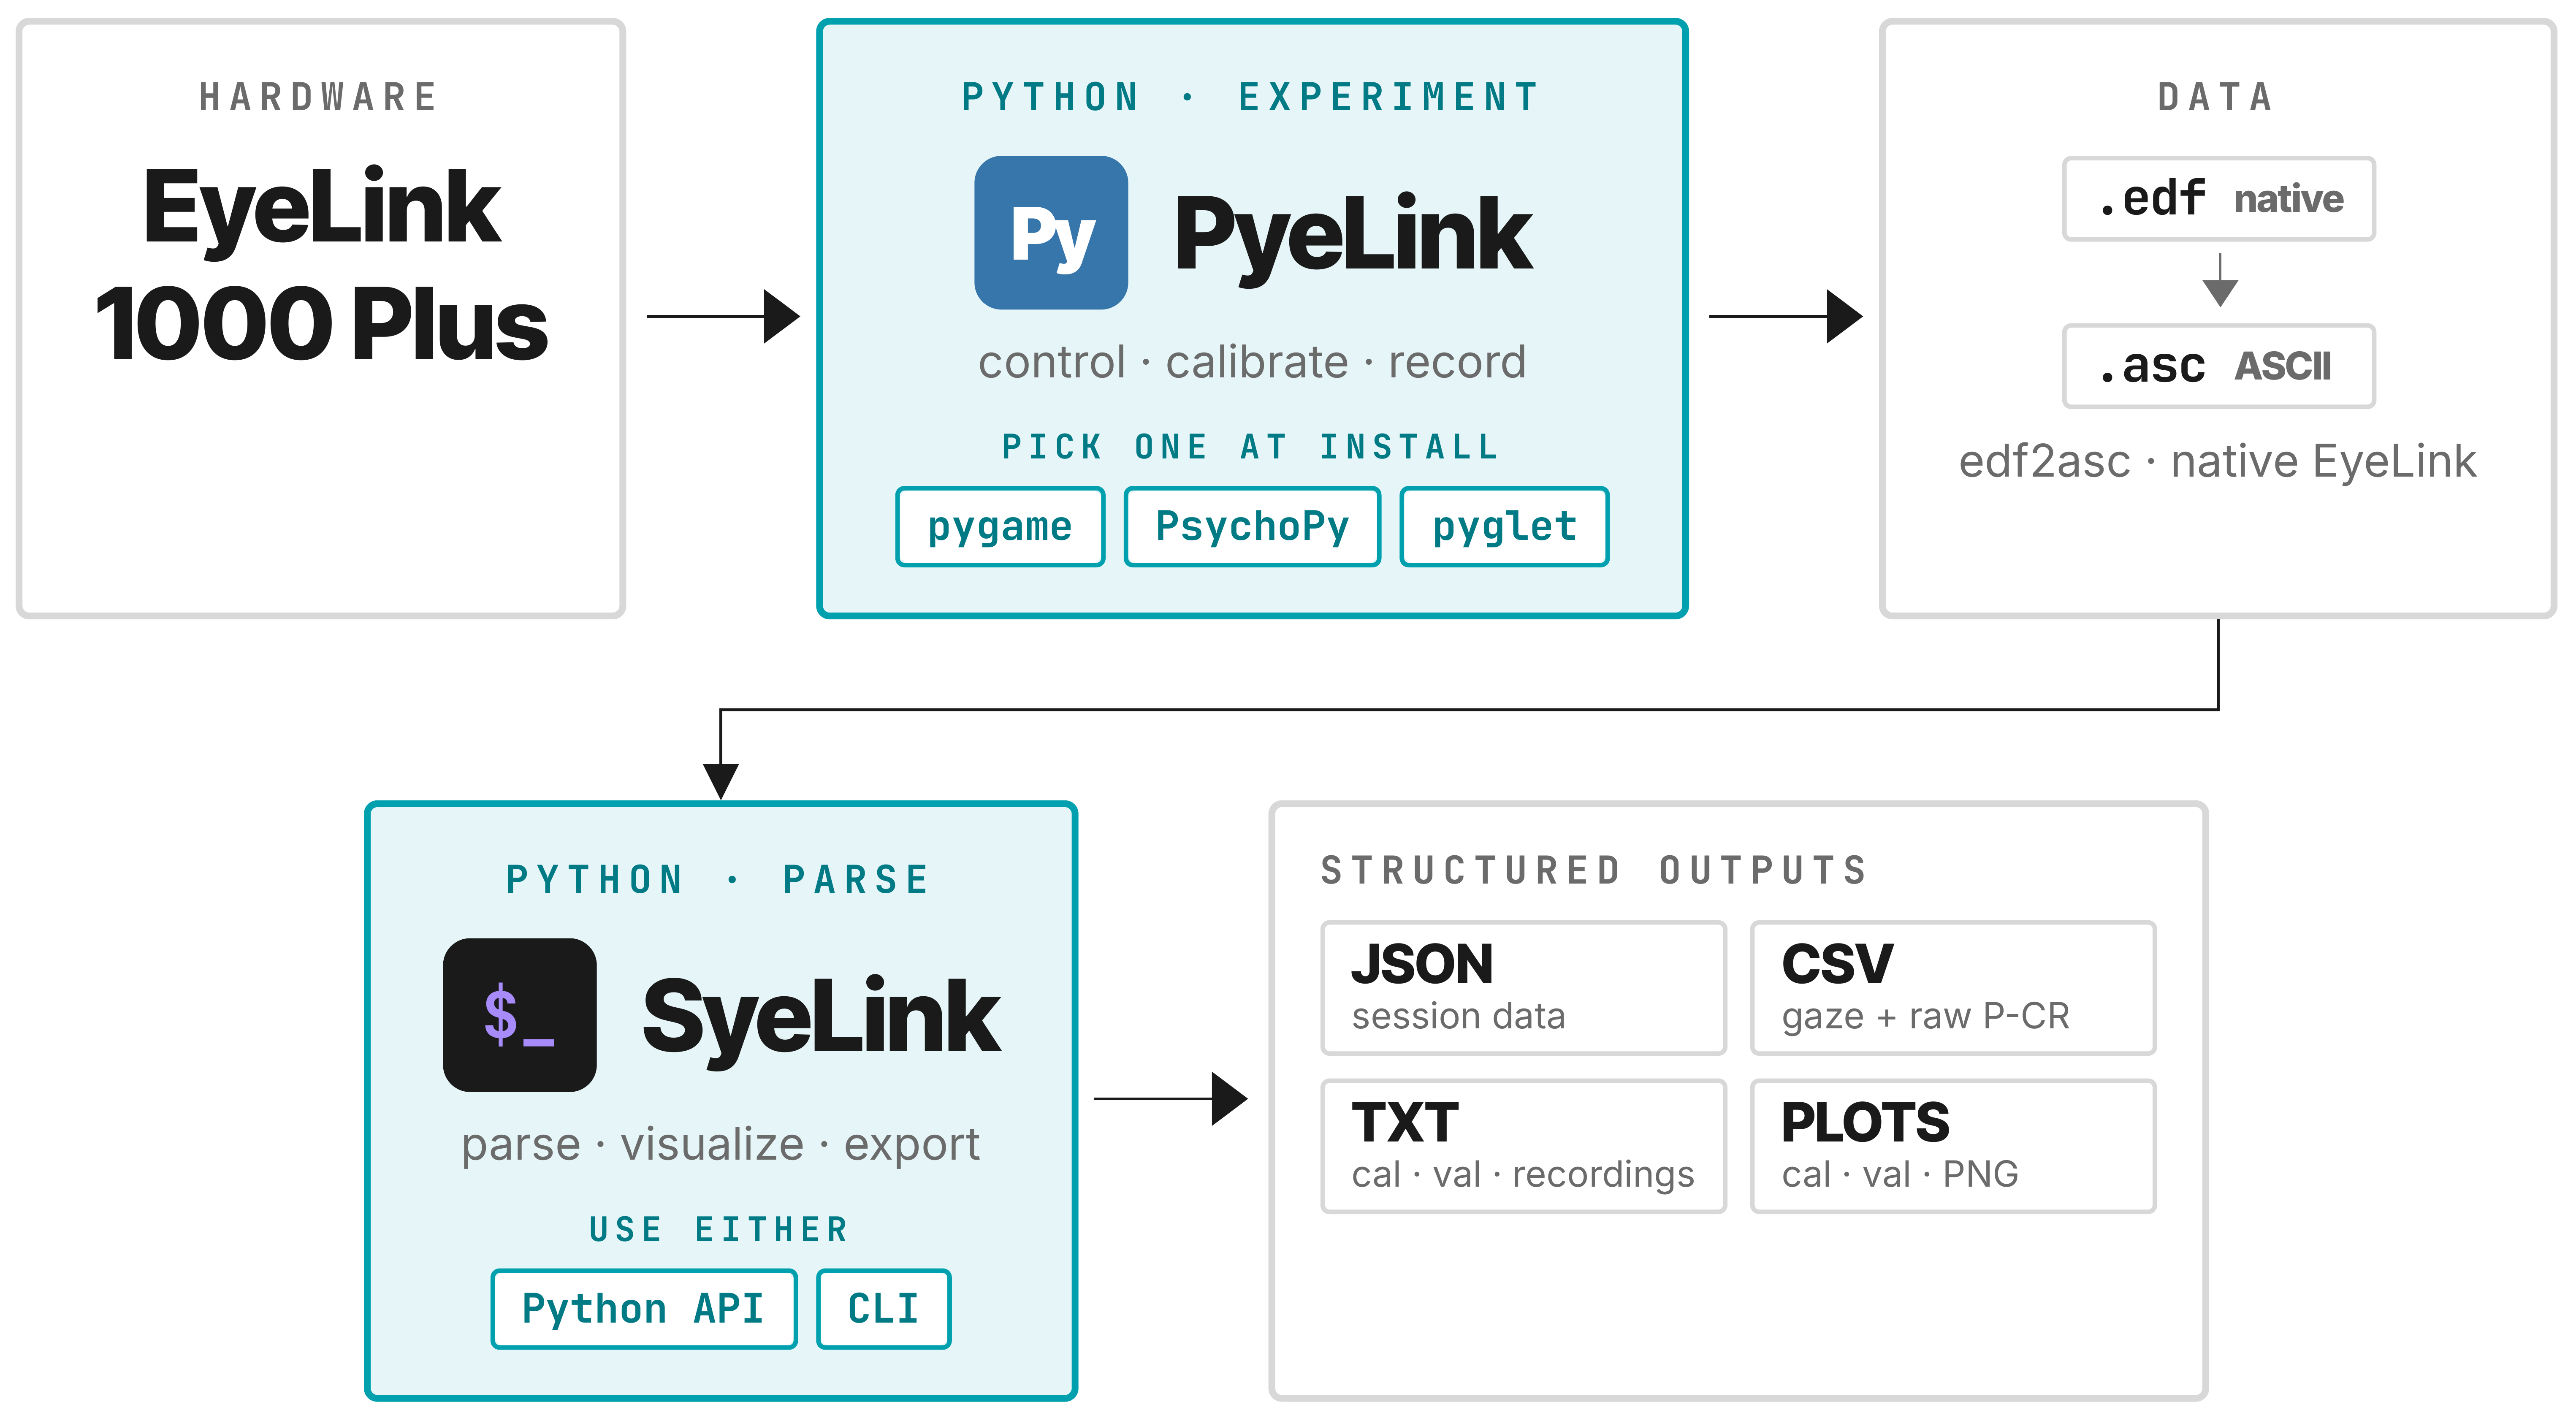 HARDWARE
EyeLink
1000 Plus
PYTHON · EXPERIMENT
Py PyeLink
control · calibrate · record
PICK ONE AT INSTALL
pygame PsychoPy pyglet
DATA
.edf native
.asc ASCII
edf2asc · native EyeLink
PYTHON · PARSE
$_ SyeLink
parse · visualize · export
USE EITHER
Python API CLI
STRUCTURED OUTPUTS
JSON
session data
CSV
gaze + raw P-CR
TXT
cal · val · recordings
PLOTS
cal · val · PNG